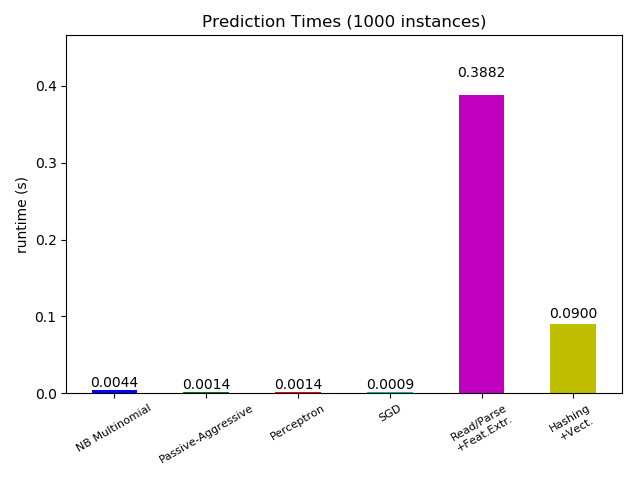 Prediction Times (1000 instances)
runtime (s)
0.4
0.3
0.2
0.1
0.0
0.0044
0.0014
0.0014
0.0009
0.3882
0.0900
NB Multinomial
Passive-Aggressive
Perceptron
SGD
Read/Parse
+Feat.Extr.
Hashing
+Vect.